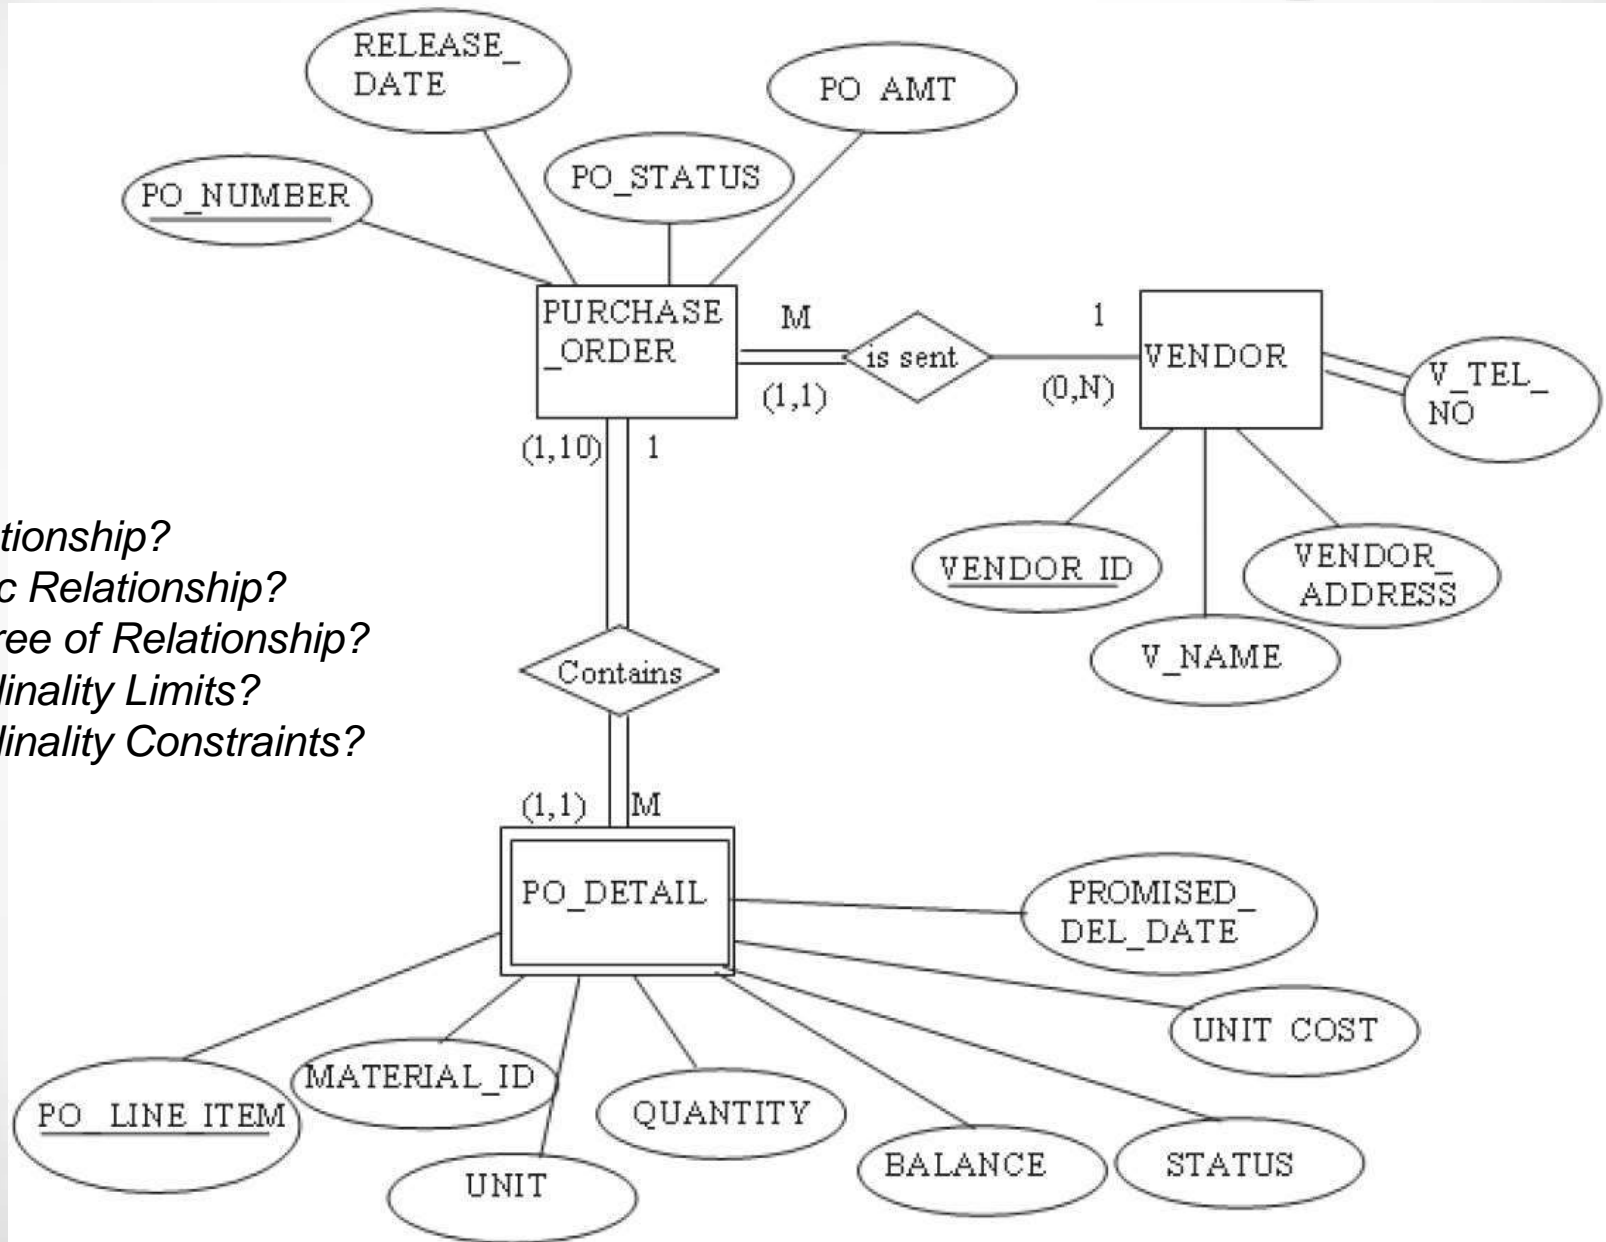 RELEASE_
DATE
PO AMT
PO_STATUS
PO_NUMBER
PURCHASE
_ORDER
M
is sent
1
VENDOR
V_TEL_
NO
(1,1)
(0,N)
(1,10)
1
VENDOR ID
VENDOR_
ADDRESS
V_NAME
tionship?
c Relationship?
ree of Relationship?
linality Limits?
linality Constraints?
Contains
(1,1)
M
PO_DETAIL
PROMISED_
DEL_DATE
UNIT COST
MATERIAL_ID
PO_ LINE ITEM
QUANTITY
UNIT
BALANCE
STATUS